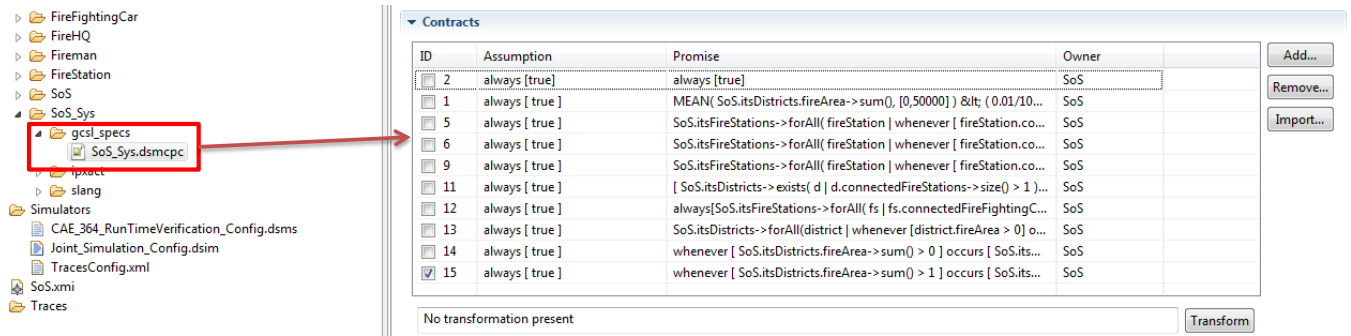 FireFightingCar
FireHQ
Fireman
FireStation
SoS
SoS_Sys
gcsl_specs
SoS_Sys.dsmcpc
ipxact
slang
Simulators
CAE_364_RunTimeVerification_Config.dsms
Joint_Simulation_Config.dsim
TracesConfig.xml
SoS.xmi
Traces
Contracts
ID Assumption Promise Owner
2 always [true] always [true] SoS
1 always [ true ] MEAN( SoS.itsDistricts.fireArea->sum(), [0,50000] ) &lt; ( 0.01/10... SoS
5 always [ true ] SoS.itsFireStations->forAll( fireStation | whenever [ fireStation.co... SoS
6 always [ true ] SoS.itsFireStations->forAll( fireStation | whenever [ fireStation.co... SoS
9 always [ true ] SoS.itsFireStations->forAll( fireStation | whenever [ fireStation.co... SoS
11 always [ true ] [ SoS.itsDistricts->exists( d | d.connectedFireStations->size() > 1 )... SoS
12 always [ true ] always[SoS.itsFireStations->forAll( fs | fs.connectedFireFightingC... SoS
13 always [ true ] SoS.itsDistricts->forAll(district | whenever [district.fireArea > 0] o... SoS
14 always [ true ] whenever [ SoS.itsDistricts.fireArea->sum() > 0 ] occurs [ SoS.its... SoS
15 always [ true ] whenever [ SoS.itsDistricts.fireArea->sum() > 1 ] occurs [ SoS.its... SoS
Add...
Remove...
Import...
No transformation present
Transform